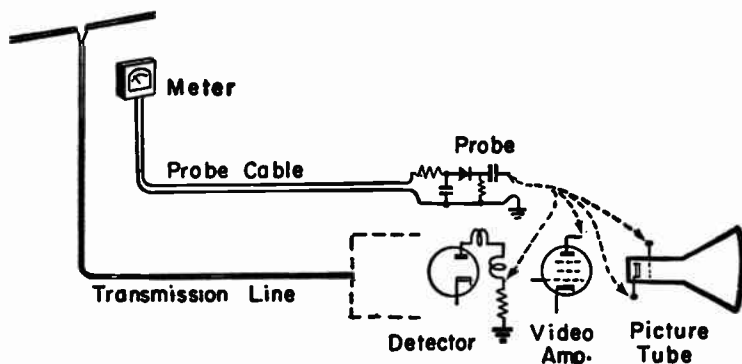 Meter
Probe
Probe Cable
Transmission Line
Detector
Video
Amp.
Picture
Tube